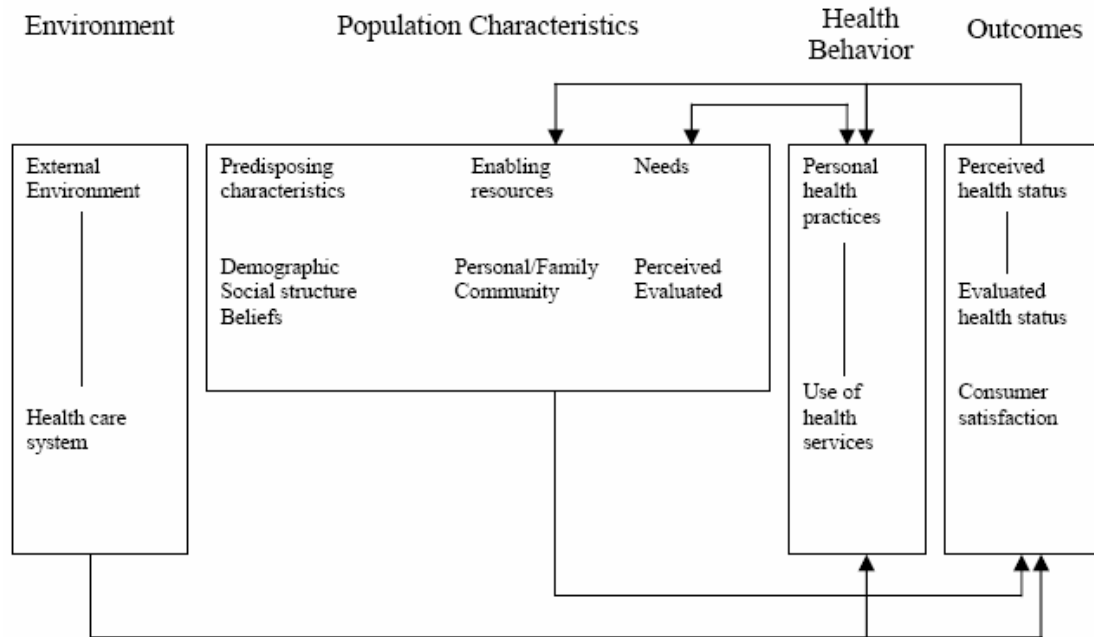 Environment
Population Characteristics
Health
Behavior
Outcomes
External
Environment
Health care
system
Predisposing
characteristics
Demographic
Social structure
Beliefs
Enabling
resources
Personal/Family
Community
Needs
Perceived
Evaluated
Personal
health
practices
Use of
health
services
Perceived
health status
Evaluated
health status
Consumer
satisfaction